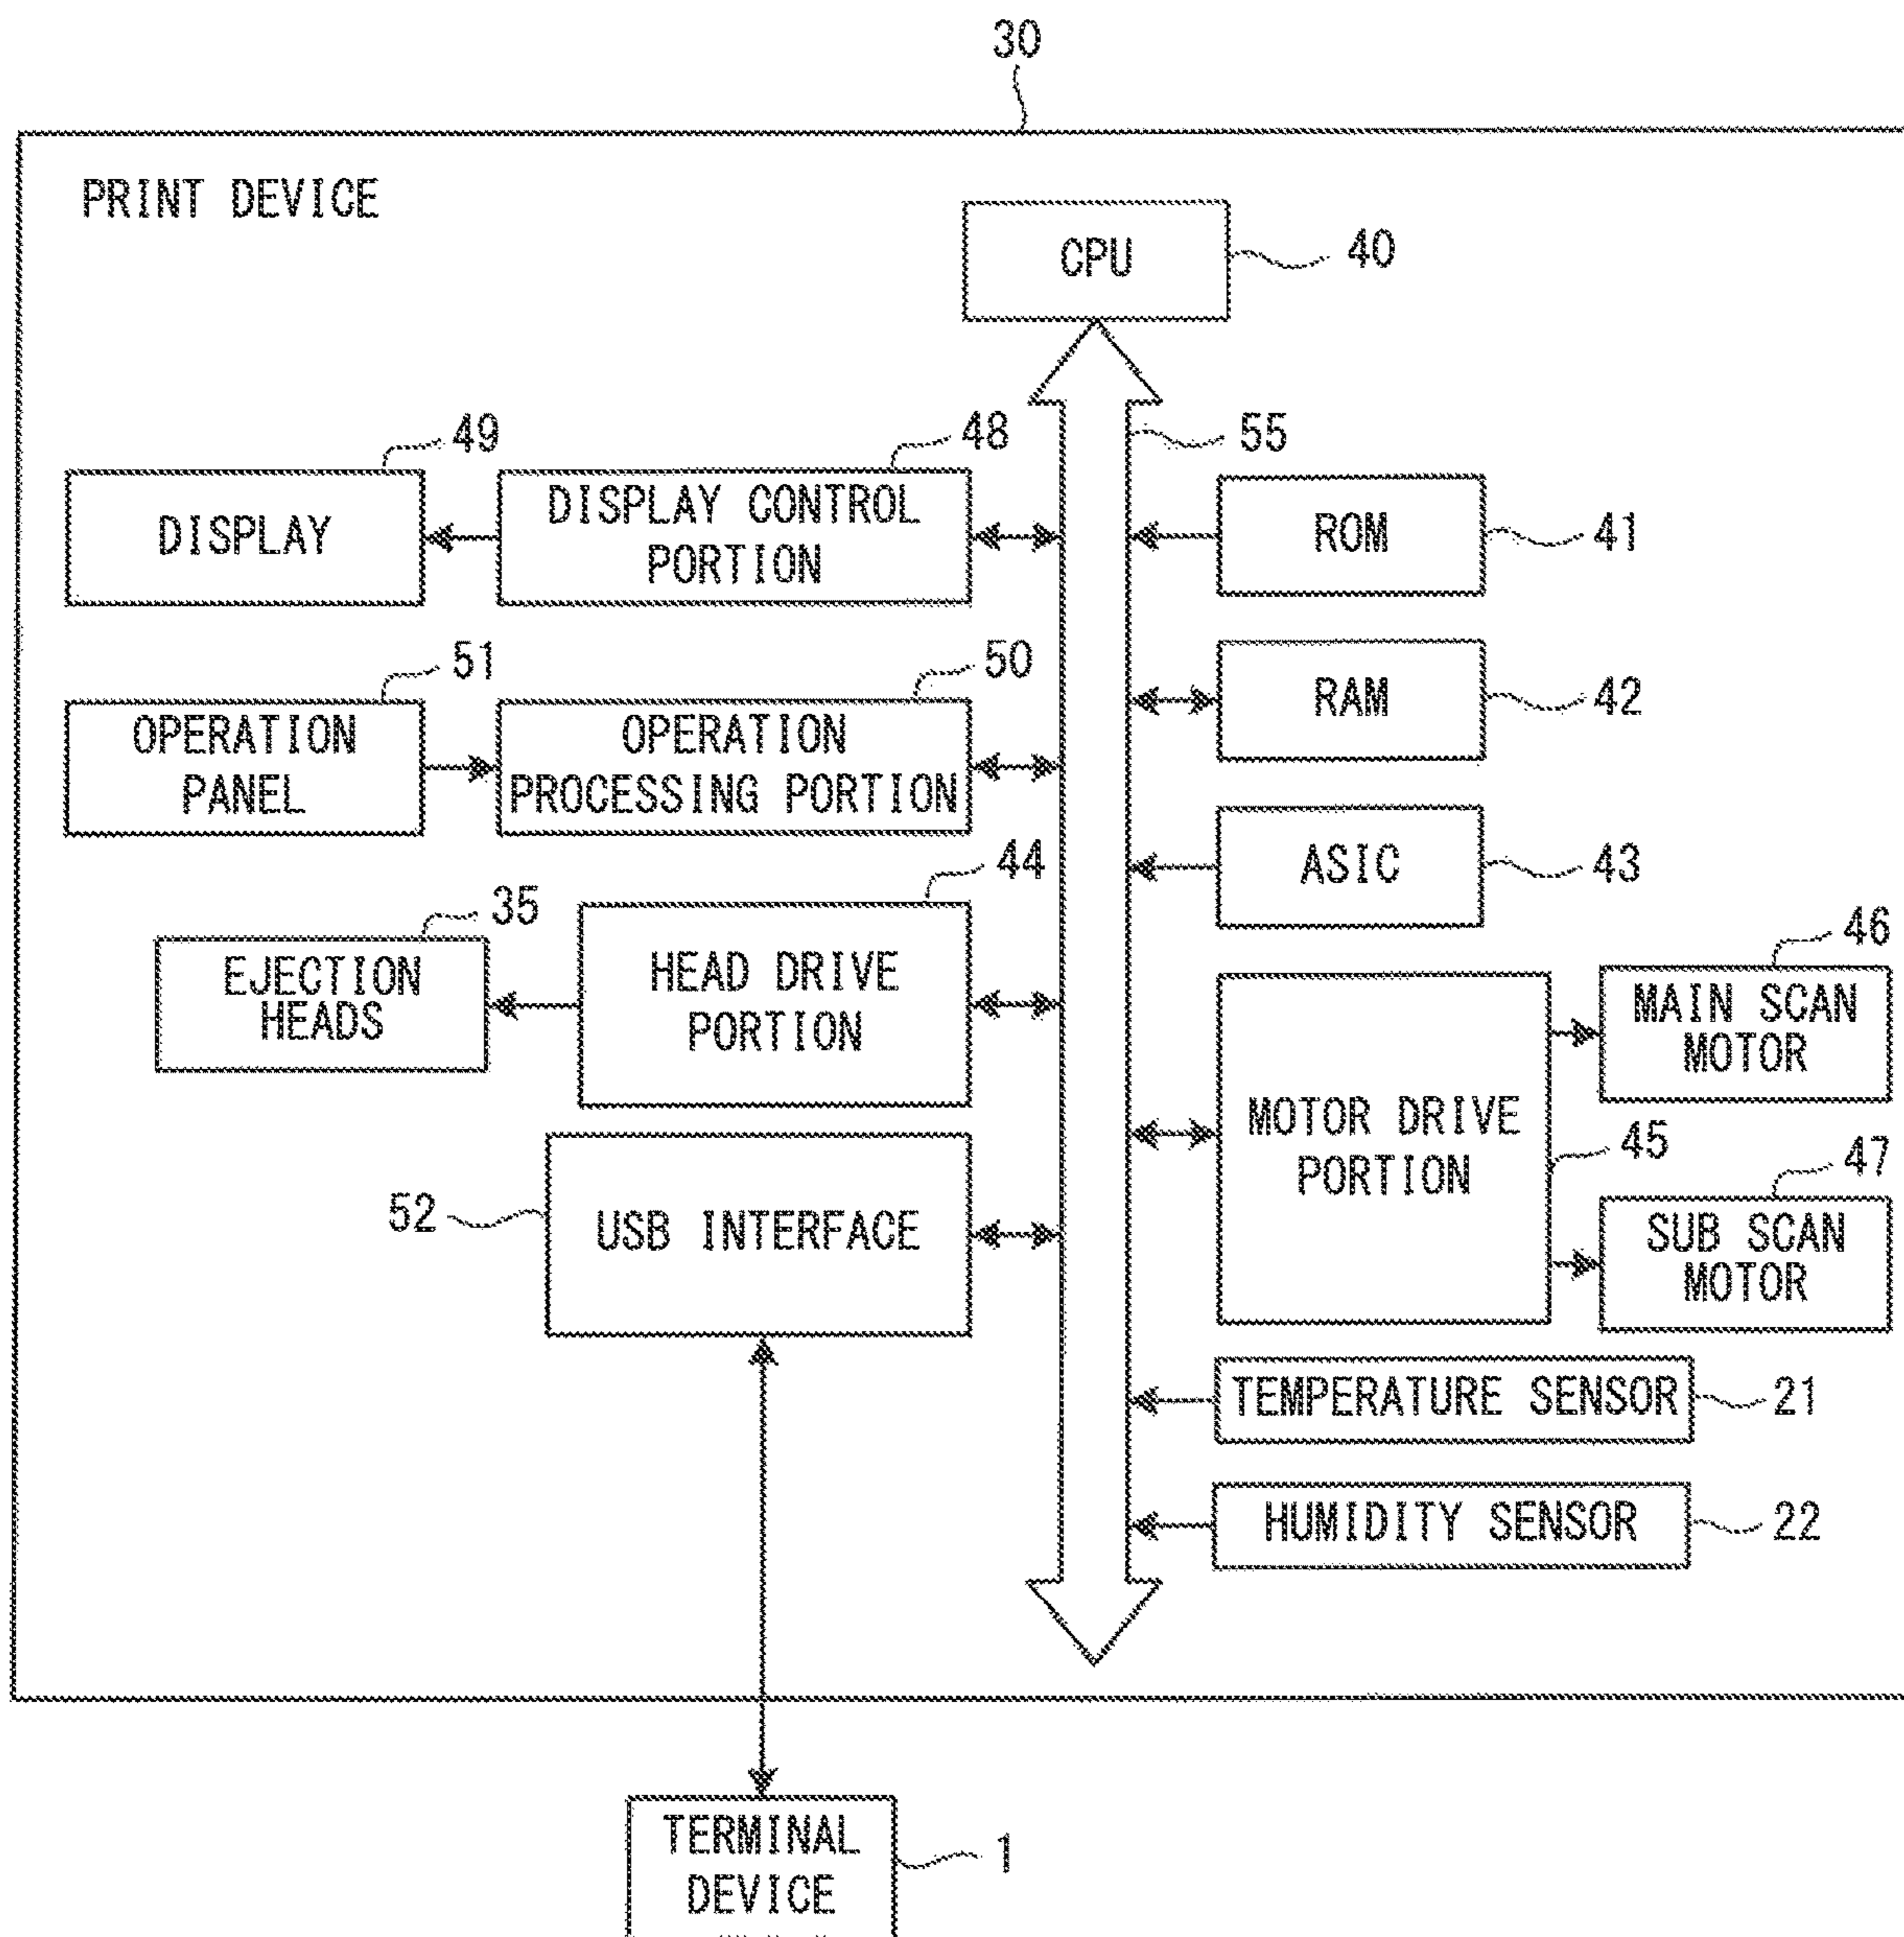 30
PRINT DEVICE
CPU
40
55
49
DISPLAY
48
DISPLAY CONTROL
PORTION
ROM
41
51
OPERATION
PANEL
50
OPERATION
PROCESSING PORTION
RAM
42
ASIC
43
35
EJECTION
HEADS
44
HEAD DRIVE
PORTION
MOTOR DRIVE
PORTION
45
46
MAIN SCAN
MOTOR
47
SUB SCAN
MOTOR
52
USB INTERFACE
TEMPERATURE SENSOR
21
HUMIDITY SENSOR
22
TERMINAL
DEVICE
1